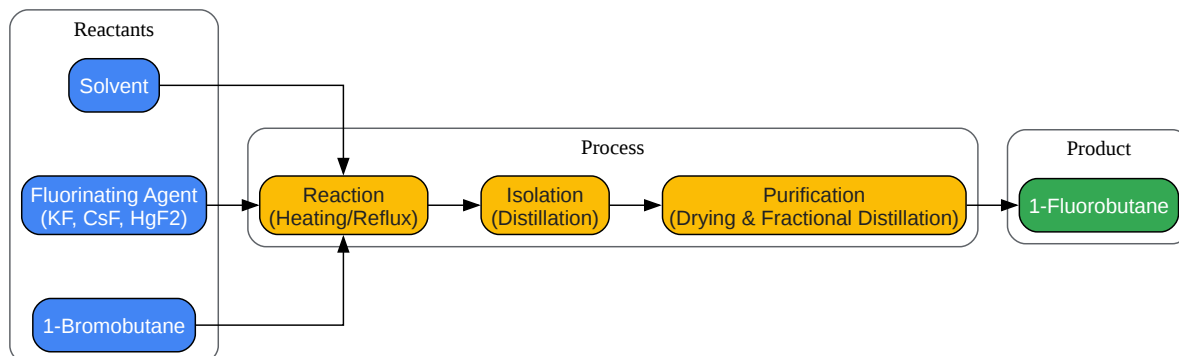 Reactants
Solvent
Fluorinating Agent
(KF, CsF, HgF2)
1-Bromobutane
Process
Reaction
(Heating/Reflux)
Isolation
(Distillation)
Purification
(Drying & Fractional Distillation)
Product
1-Fluorobutane